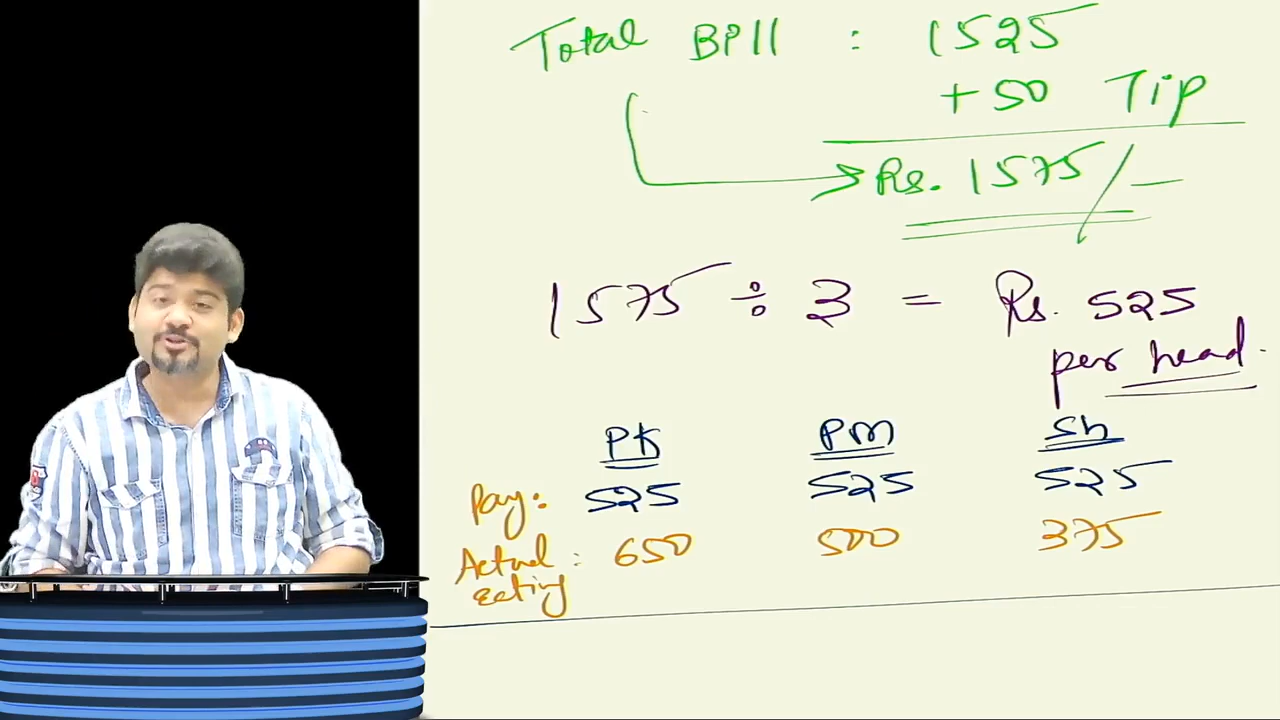 Total Bill : 1525
+ 50 Tip
Rs. 1575/-
1575 ÷ 3 = Rs. 525
per head.
PK PM Sh
Pay: 525 525 525
Actual eating : 650 500 375